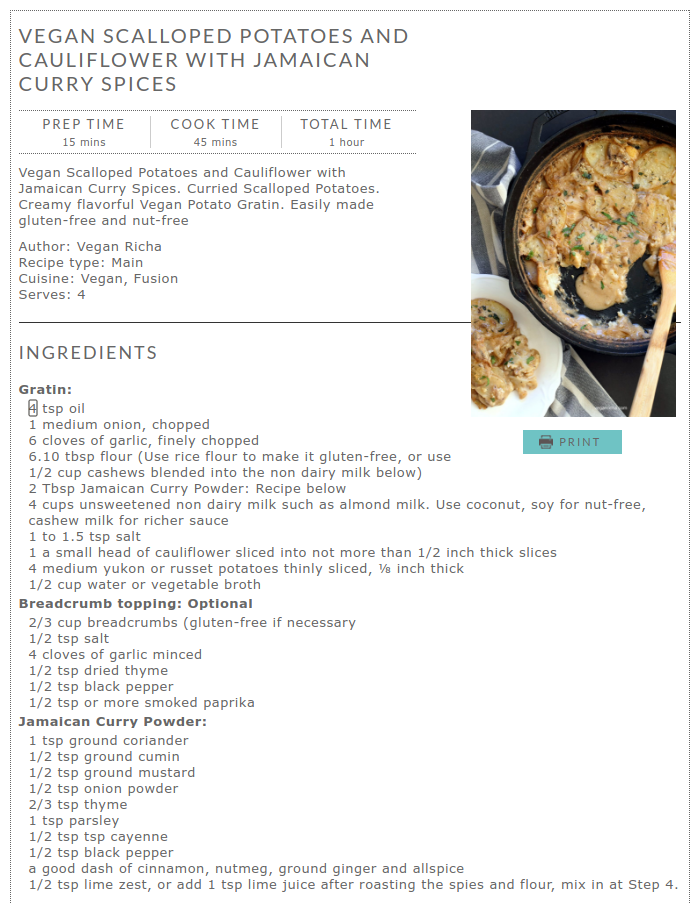 VEGAN SCALLOPED POTATOES AND
CAULIFLOWER WITH JAMAICAN
CURRY SPICES
PREP TIME COOK TIME TOTAL TIME
15 mins 45 mins 1 hour
Vegan Scalloped Potatoes and Cauliflower with
Jamaican Curry Spices. Curried Scalloped Potatoes.
Creamy flavorful Vegan Potato Gratin. Easily made
gluten-free and nut-free
Author: Vegan Richa
Recipe type: Main
Cuisine: Vegan, Fusion
Serves: 4
INGREDIENTS
PRINT
Gratin:
4 tsp oil
1 medium onion, chopped
6 cloves of garlic, finely chopped
6.10 tbsp flour (Use rice flour to make it gluten-free, or use
1/2 cup cashews blended into the non dairy milk below)
2 Tbsp Jamaican Curry Powder: Recipe below
4 cups unsweetened non dairy milk such as almond milk. Use coconut, soy for nut-free,
cashew milk for richer sauce
1 to 1.5 tsp salt
1 a small head of cauliflower sliced into not more than 1/2 inch thick slices
4 medium yukon or russet potatoes thinly sliced, ⅛ inch thick
1/2 cup water or vegetable broth
Breadcrumb topping: Optional
2/3 cup breadcrumbs (gluten-free if necessary
1/2 tsp salt
4 cloves of garlic minced
1/2 tsp dried thyme
1/2 tsp black pepper
1/2 tsp or more smoked paprika
Jamaican Curry Powder:
1 tsp ground coriander
1/2 tsp ground cumin
1/2 tsp ground mustard
1/2 tsp onion powder
2/3 tsp thyme
1 tsp parsley
1/2 tsp tsp cayenne
1/2 tsp black pepper
a good dash of cinnamon, nutmeg, ground ginger and allspice
1/2 tsp lime zest, or add 1 tsp lime juice after roasting the spies and flour, mix in at Step 4.